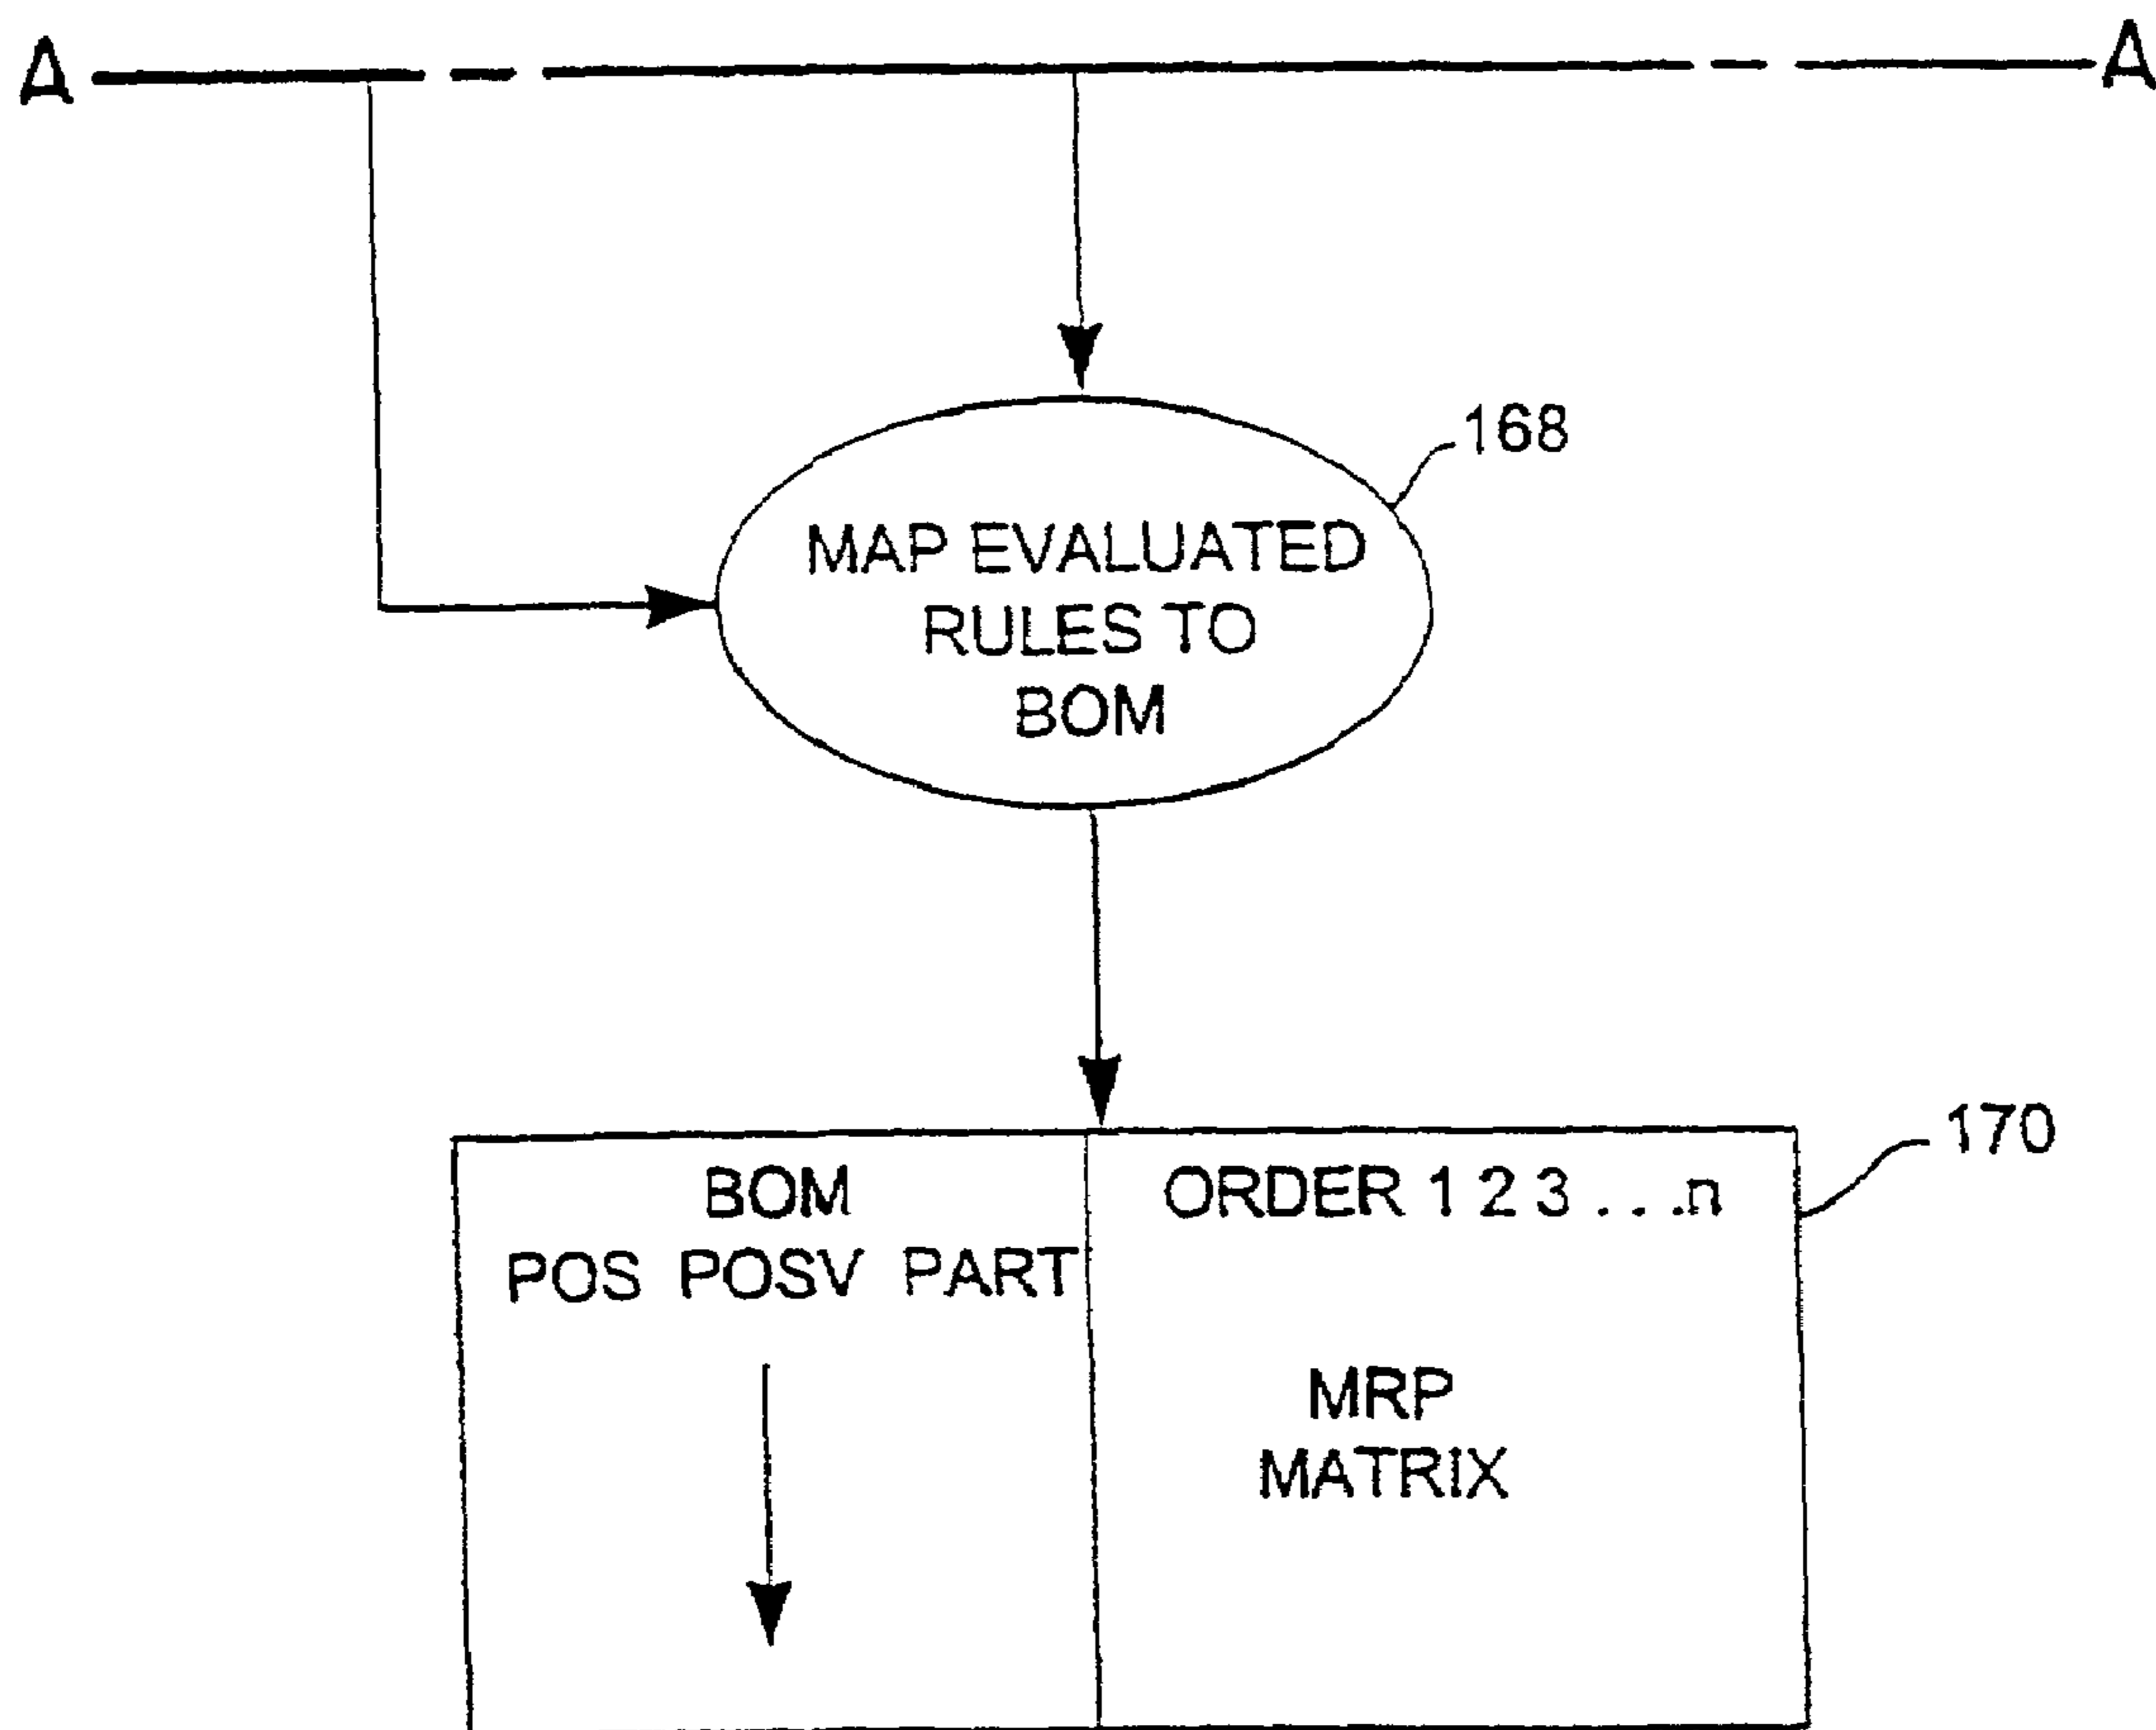 A A
168
MAP EVALUATED
RULES TO
BOM
170
BOM ORDER 1 2 3 ...n
POS POSV PART
MRP
MATRIX